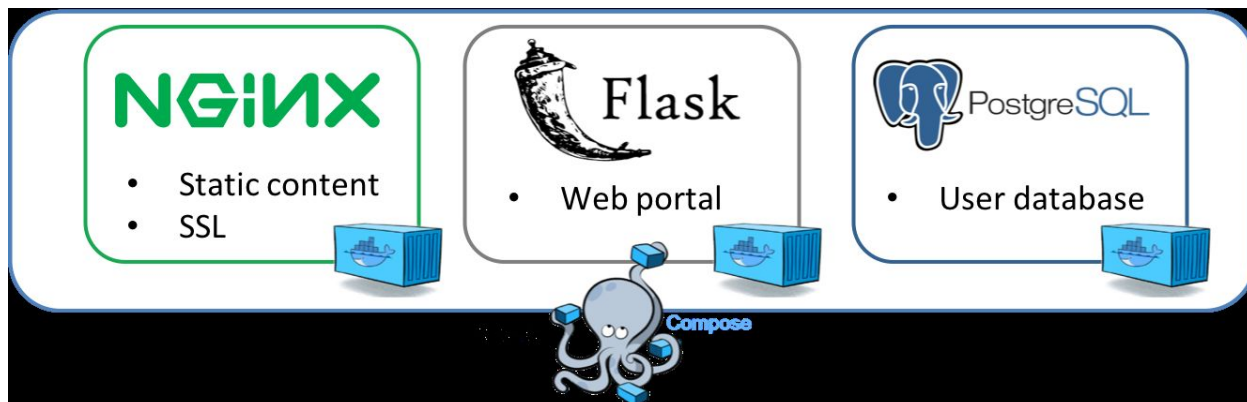 NGiNX
Static content
SSL
Flask
Web portal
PostgreSQL
User database
Compose